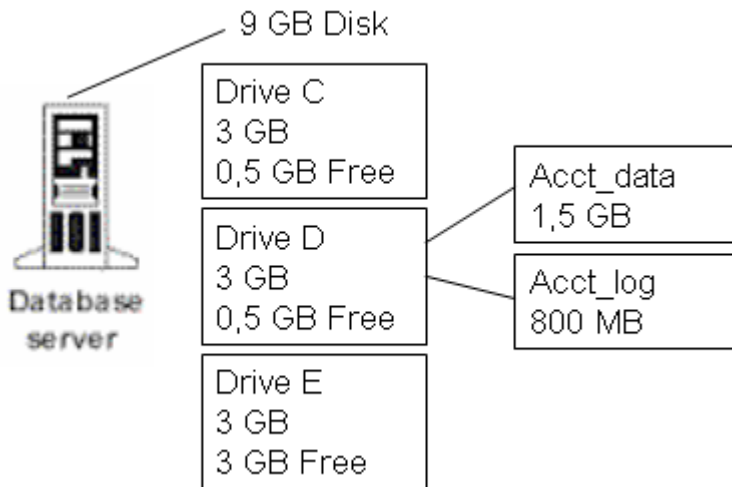 9 GB Disk
Drive C
3 GB
0,5 GB Free
Database
server
Drive D
3 GB
0,5 GB Free
Acct_data
1,5 GB
Acct_log
800 MB
Drive E
3 GB
3 GB Free